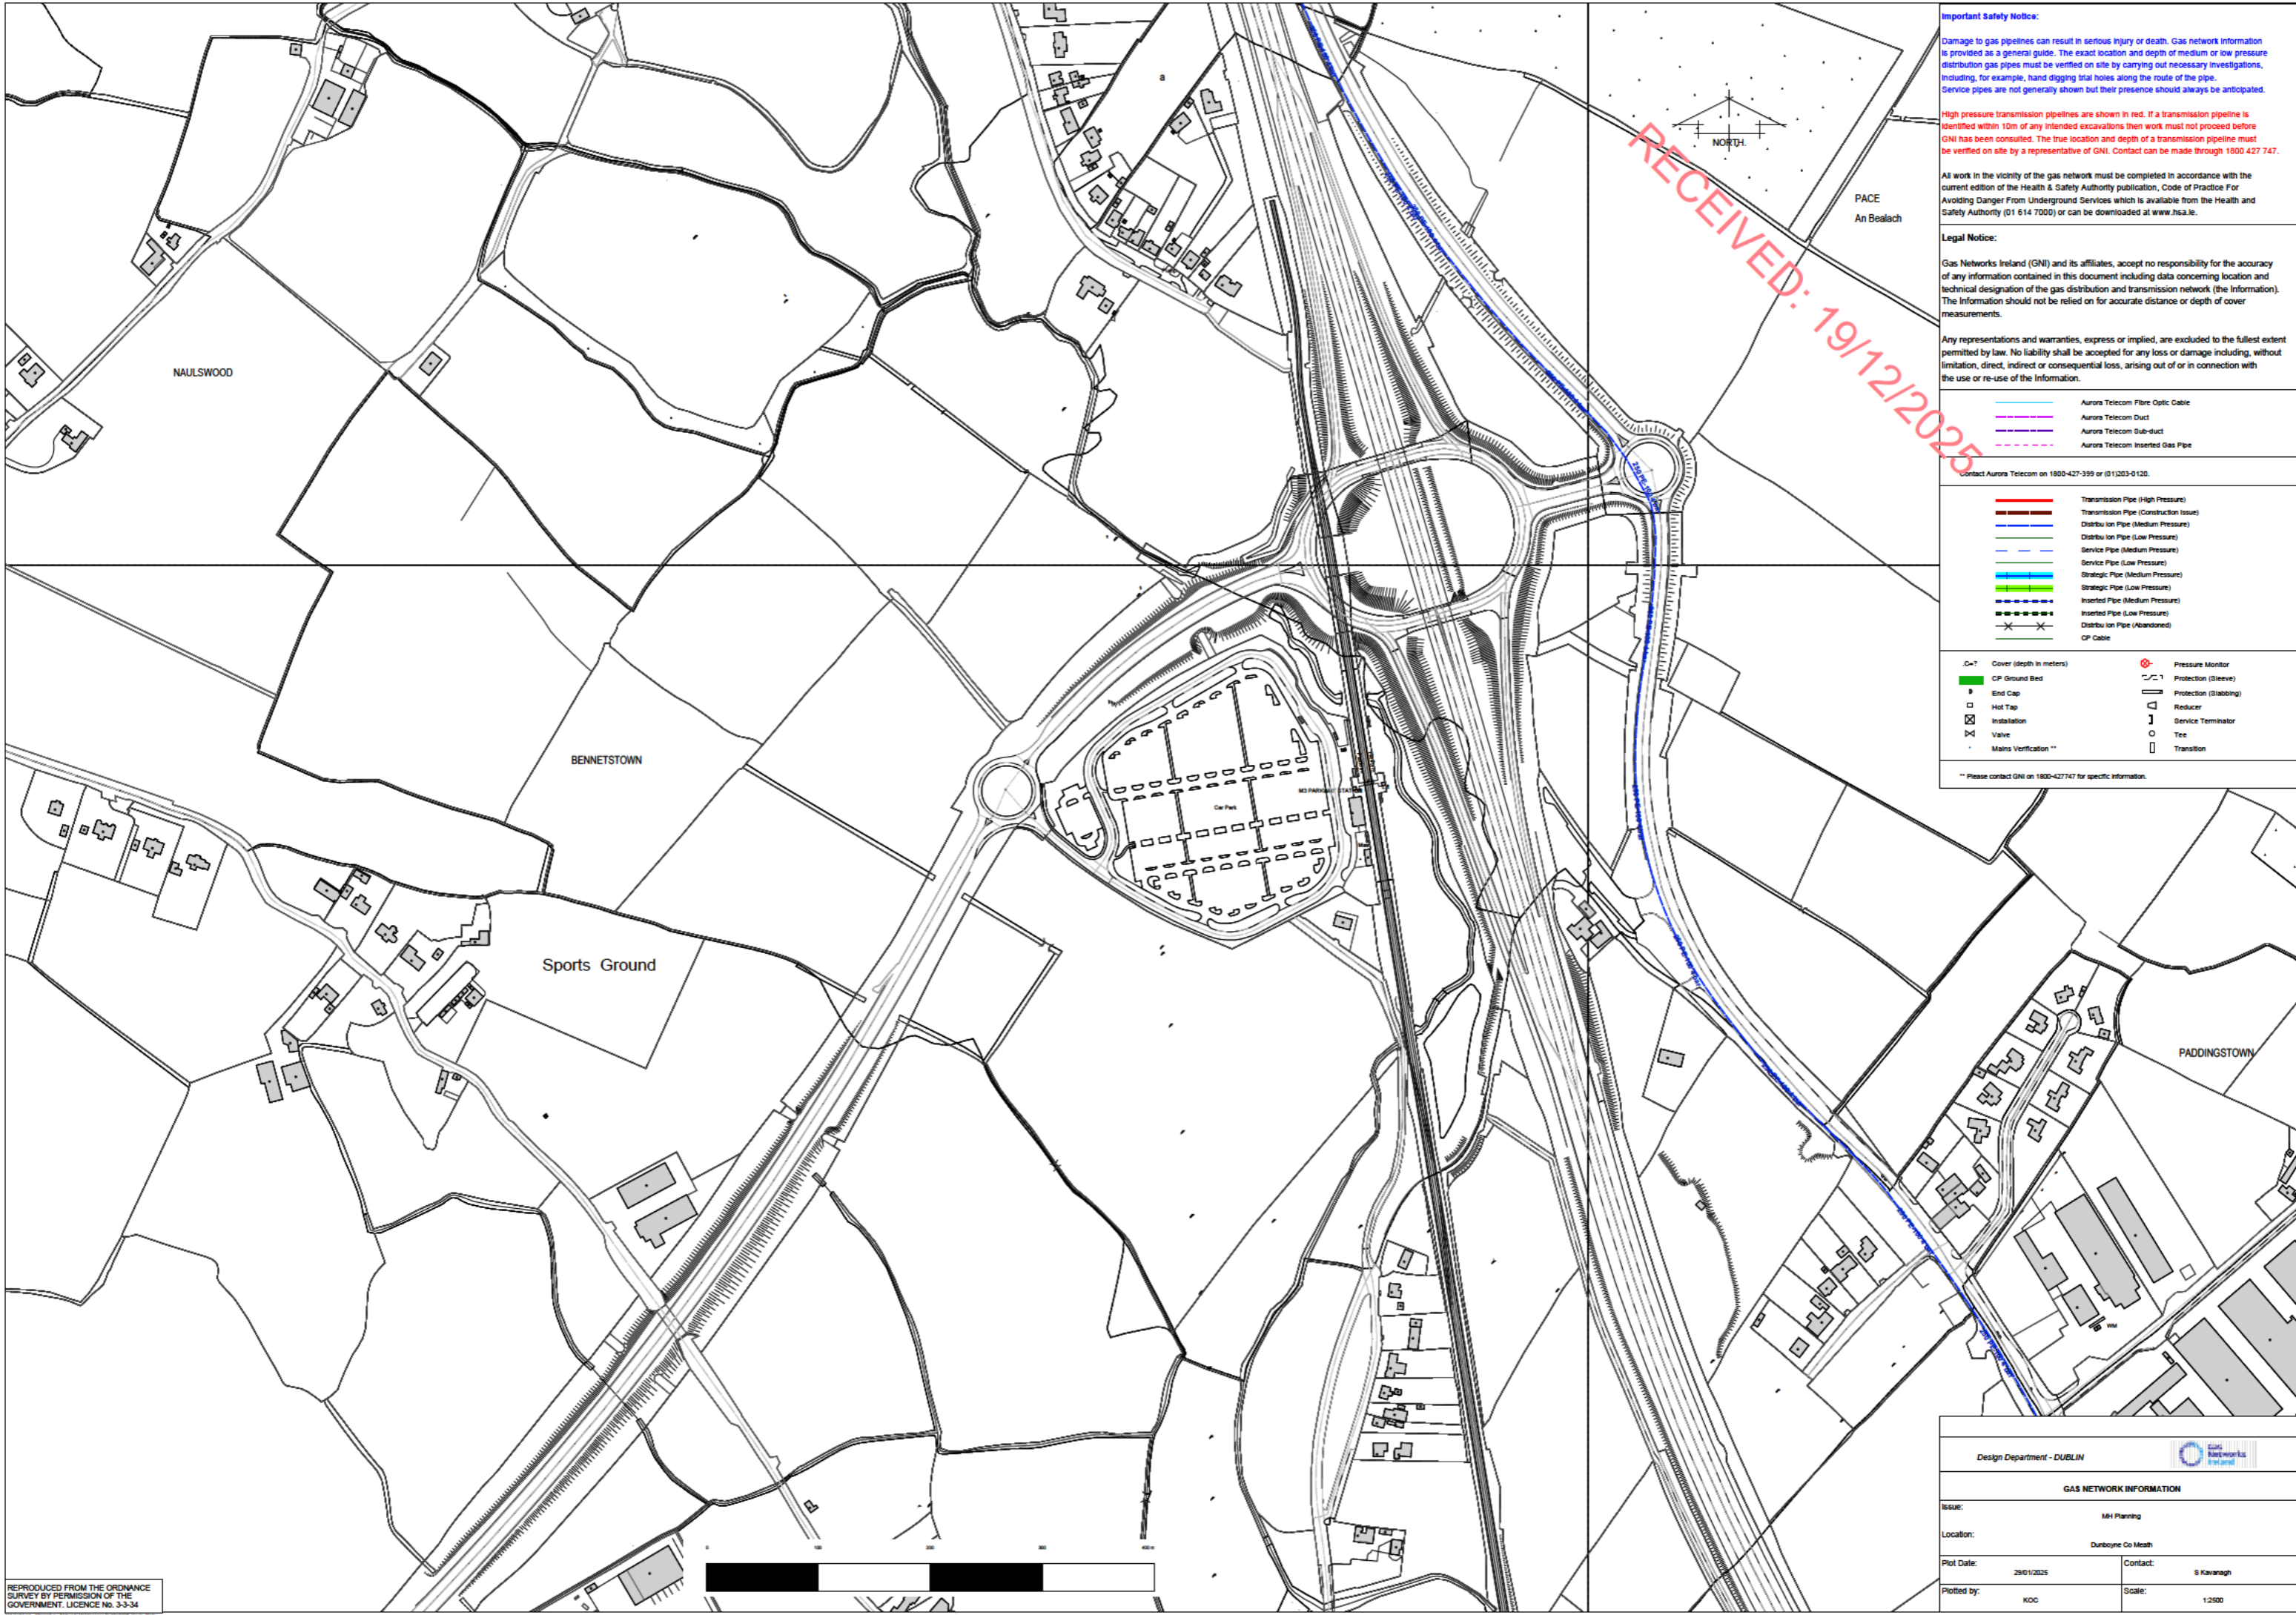 Important Safety Notice:
Damage to gas pipelines can result in serious injury or death. Gas network information
is provided as a general guide. The exact location and depth of medium or low pressure
distribution gas pipes must be verified on site by carrying out necessary investigations,
including, for example, hand digging trial holes along the route of the pipe.
Service pipes are not generally shown but their presence should always be anticipated.
High pressure transmission pipelines are shown in red. If a transmission pipeline is
identified within 10m of any intended excavations then work must not proceed before
GNI has been consulted. The true location and depth of a transmission pipeline must
be verified on site by a representative of GNI. Contact can be made through 1800 427 747.
All work in the vicinity of the gas network must be completed in accordance with the
current edition of the Health & Safety Authority publication, Code of Practice For
Avoiding Danger From Underground Services which is available from the Health and
Safety Authority (01 614 7000) or can be downloaded at www.hsa.ie.
Legal Notice:
Gas Networks Ireland (GNI) and its affiliates, accept no responsibility for the accuracy
of any information contained in this document including data concerning location and
technical designation of the gas distribution and transmission network (the Information).
The Information should not be relied on for accurate distance or depth of cover
measurements.
Any representations and warranties, express or implied, are excluded to the fullest extent
permitted by law. No liability shall be accepted for any loss or damage including, without
limitation, direct, indirect or consequential loss, arising out of or in connection with
the use or re-use of the Information.
Aurora Telecom Fibre Optic Cable
Aurora Telecom Duct
Aurora Telecom Sub-duct
Aurora Telecom Inserted Gas Pipe
Contact Aurora Telecom on 1800-427-399 or (01)203-0120.
Transmission Pipe (High Pressure)
Transmission Pipe (Construction Issue)
Distribu ion Pipe (Medium Pressure)
Distribu ion Pipe (Low Pressure)
Service Pipe (Medium Pressure)
Service Pipe (Low Pressure)
Strategic Pipe (Medium Pressure)
Strategic Pipe (Low Pressure)
Inserted Pipe (Medium Pressure)
Inserted Pipe (Low Pressure)
Distribu ion Pipe (Abandoned)
CP Cable
.C=? Cover (depth in meters)
CP Ground Bed
End Cap
Hot Tap
Installation
Valve
Mains Verification **
Pressure Monitor
Protection (Sleeve)
Protection (Slabbing)
Reducer
Service Terminator
Tee
Transition
** Please contact GNI on 1800-427747 for specific information.
RECEIVED: 19/12/2025
NORTH.
PACE
An Bealach
a
NAULSWOOD
BENNETSTOWN
Car Park
M3 PARKWAY STATION
Sports Ground
PADDINGSTOWN
WM
0 100 200 300 400 m
REPRODUCED FROM THE ORDNANCE
SURVEY BY PERMISSION OF THE
GOVERNMENT. LICENCE No. 3-3-34
Design Department - DUBLIN
Gas
Networks
Ireland
GAS NETWORK INFORMATION
Issue:
MH Planning
Location:
Dunboyne Co Meath
Plot Date:
29/01/2025
Contact:
S Kavanagh
Plotted by:
KOC
Scale:
1:2500